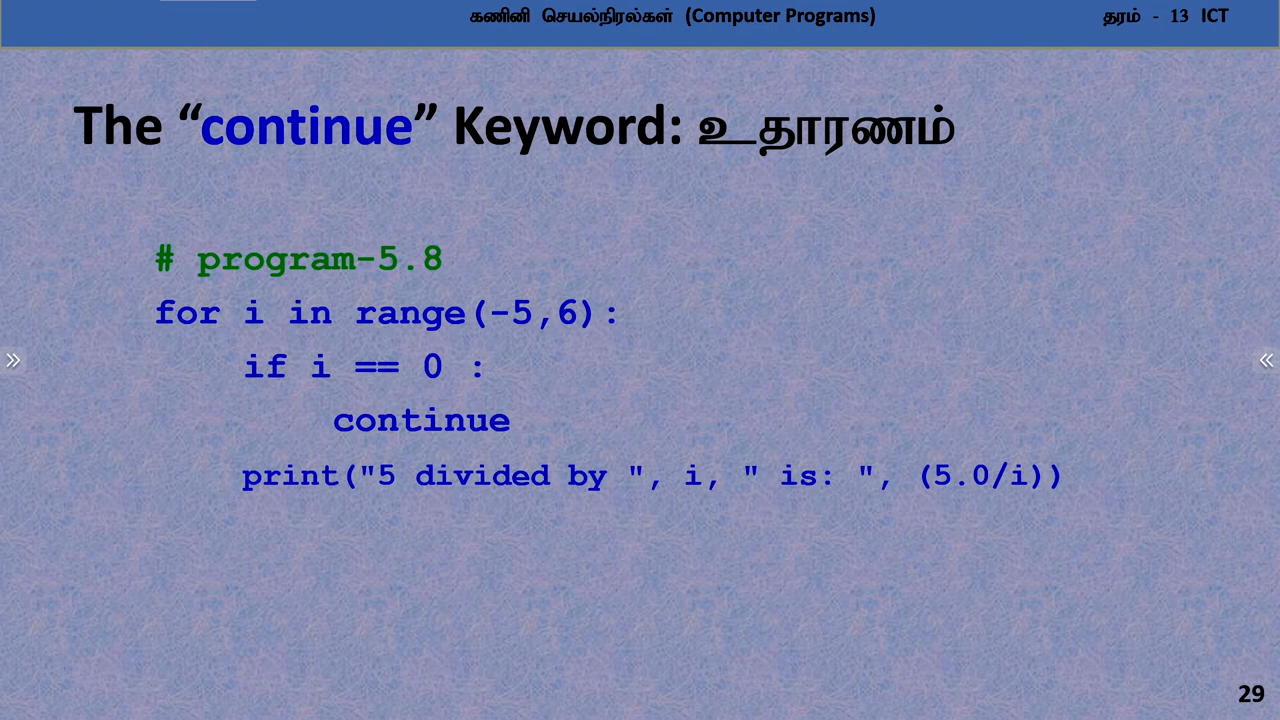 கணினி செயல்நிரல்கள் (Computer Programs) தரம் - 13 ICT
The “continue” Keyword: உதாரணம்
# program-5.8
for i in range(-5,6):
    if i == 0 :
        continue
    print("5 divided by ", i, " is: ", (5.0/i))
29